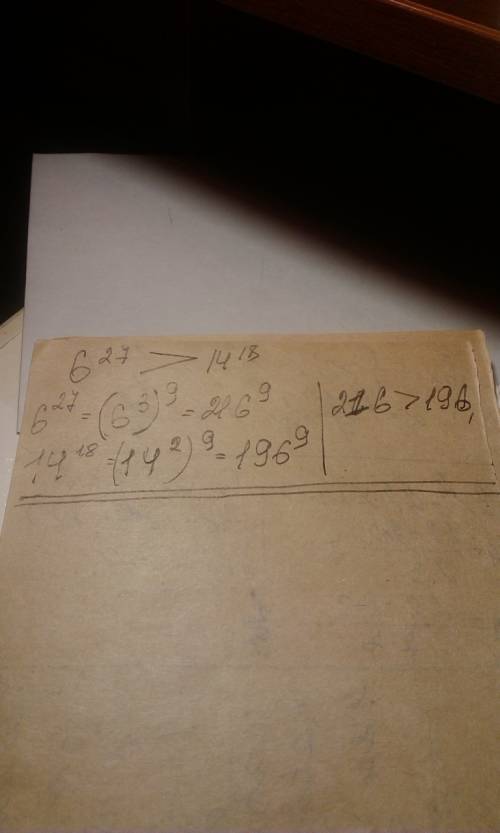 6²⁷ > 14¹⁸
6²⁷ = (6³)⁹ = 216⁹ | 216 > 196,
14¹⁸ = (14²)⁹ = 196⁹